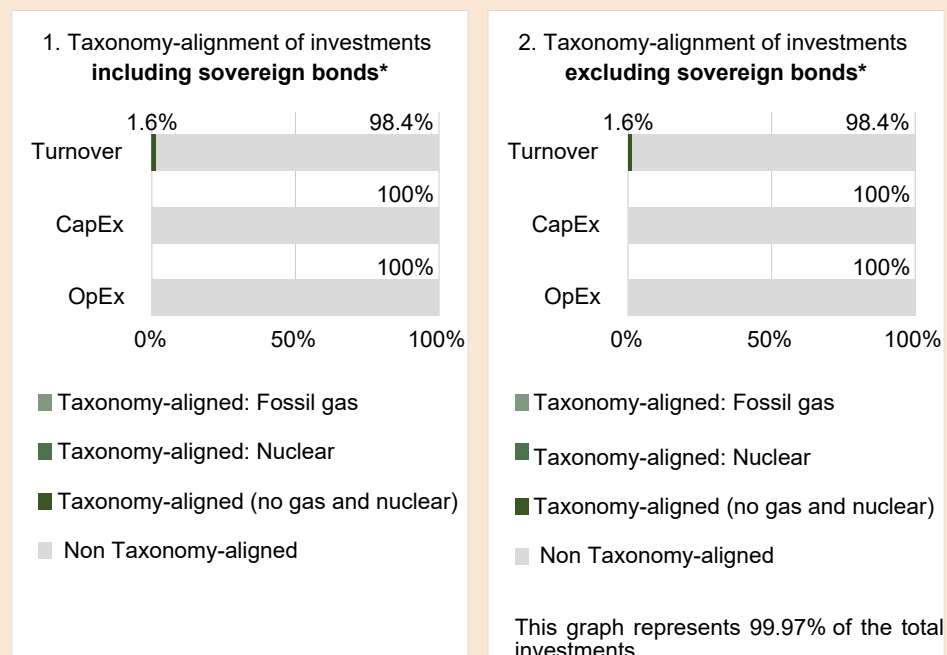 1. Taxonomy-alignment of investments
including sovereign bonds*
1.6% 98.4%
Turnover
100%
CapEx
100%
OpEx
0% 50% 100%
Taxonomy-aligned: Fossil gas
Taxonomy-aligned: Nuclear
Taxonomy-aligned (no gas and nuclear)
Non Taxonomy-aligned
2. Taxonomy-alignment of investments
excluding sovereign bonds*
1.6% 98.4%
Turnover
100%
CapEx
100%
OpEx
0% 50% 100%
Taxonomy-aligned: Fossil gas
Taxonomy-aligned: Nuclear
Taxonomy-aligned (no gas and nuclear)
Non Taxonomy-aligned
This graph represents 99.97% of the total
investments